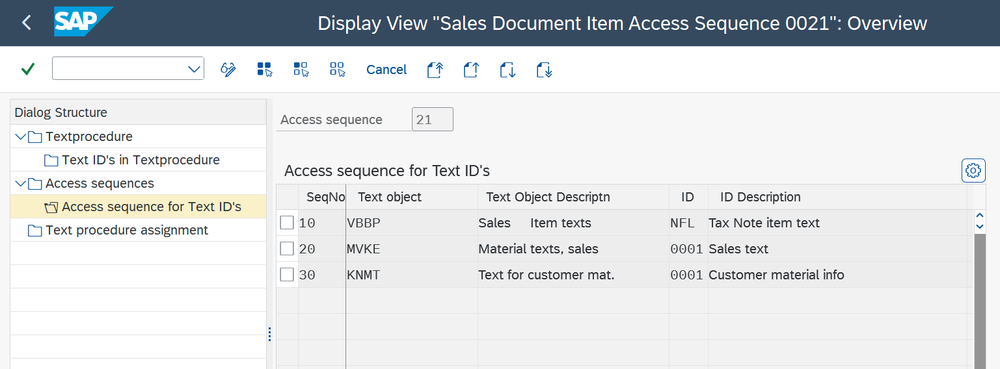 SAP Display View "Sales Document Item Access Sequence 0021": Overview
Cancel
Dialog Structure
Textprocedure
Text ID's in Textprocedure
Access sequences
Access sequence for Text ID's
Text procedure assignment
Access sequence 21
Access sequence for Text ID's
SeqNo Text object Text Object Descriptn ID ID Description
10 VBBP Sales Item texts NFL Tax Note item text
20 MVKE Material texts, sales 0001 Sales text
30 KNMT Text for customer mat. 0001 Customer material info